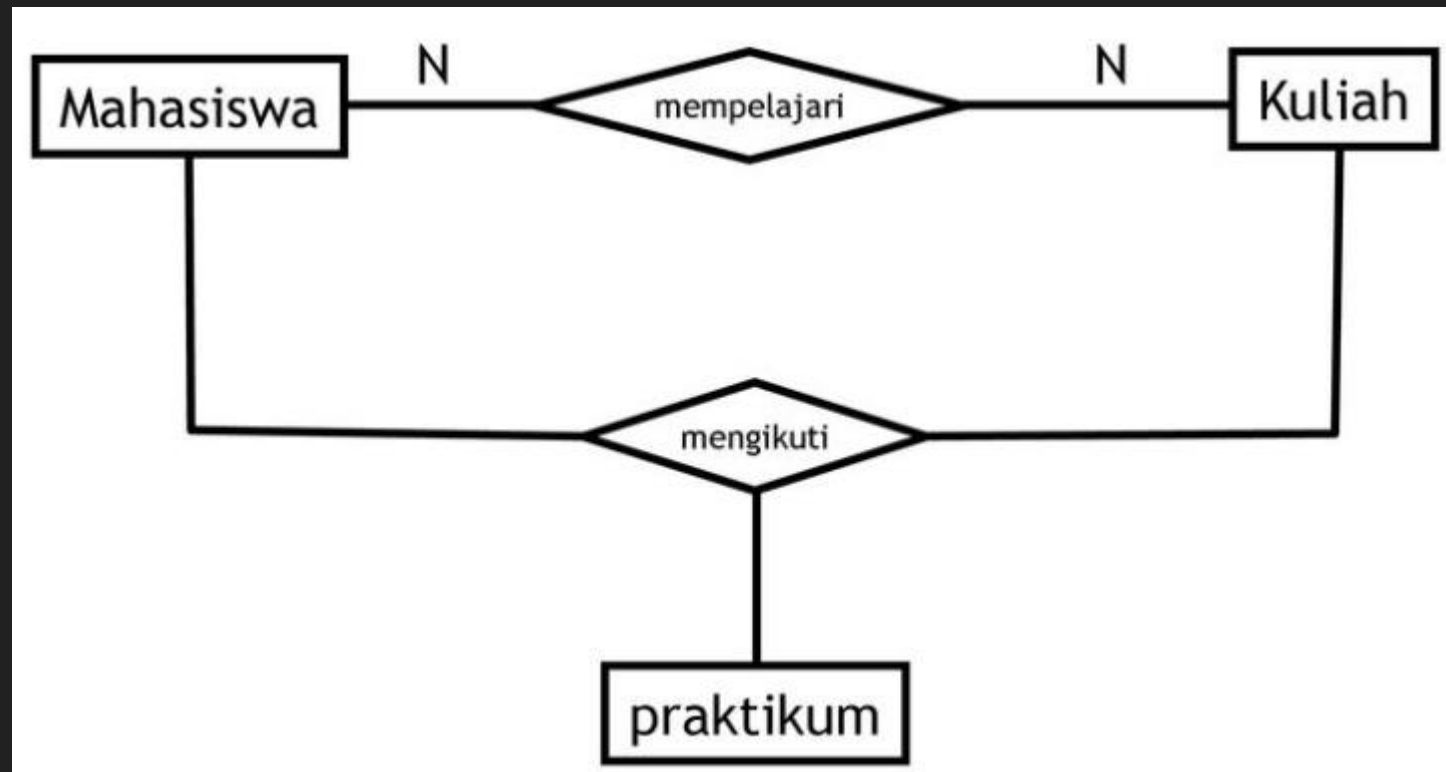 N
N
Mahasiswa
mempelajari
Kuliah
mengikuti
praktikum